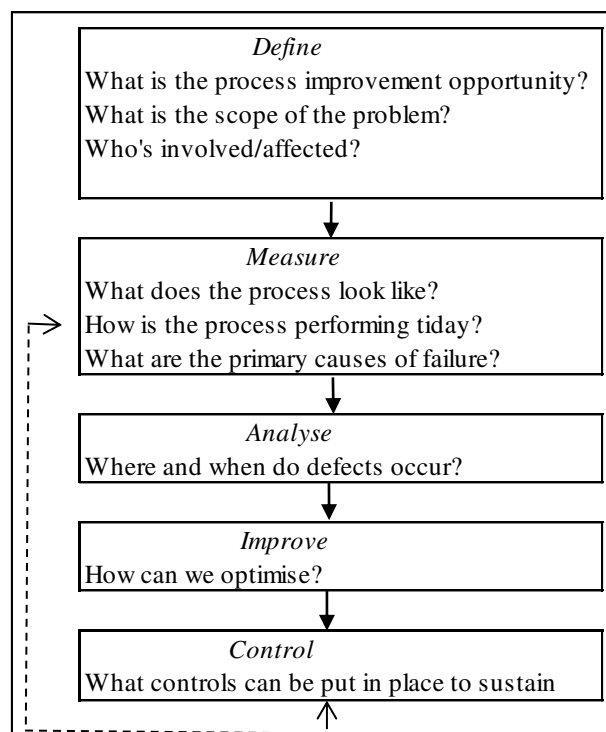 Define
What is the process improvement opportunity?
What is the scope of the problem?
Who's involved/affected?
Measure
What does the process look like?
How is the process performing tiday?
What are the primary causes of failure?
Analyse
Where and when do defects occur?
Improve
How can we optimise?
Control
What controls can be put in place to sustain